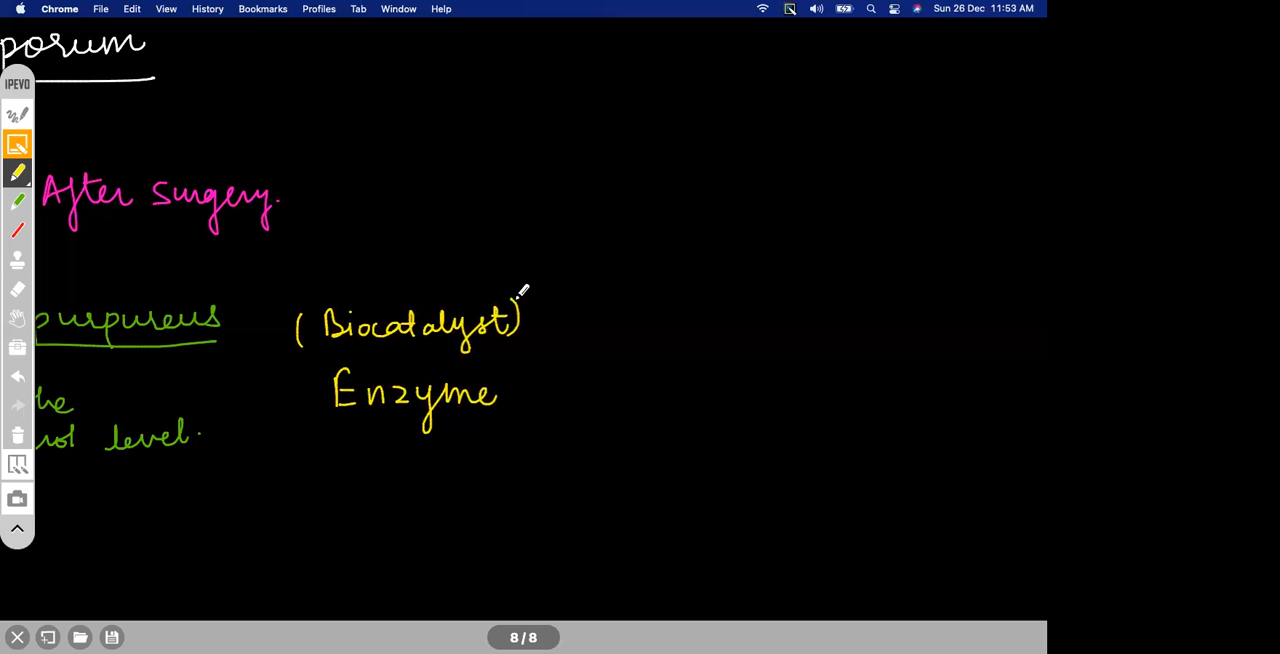 Chrome File Edit View History Bookmarks Profiles Tab Window Help Sun 26 Dec 11:53 AM
porum
IPEVO
After surgery.
purpureus
(Biocatalyst)
Enzyme
he
rol level.
8/8